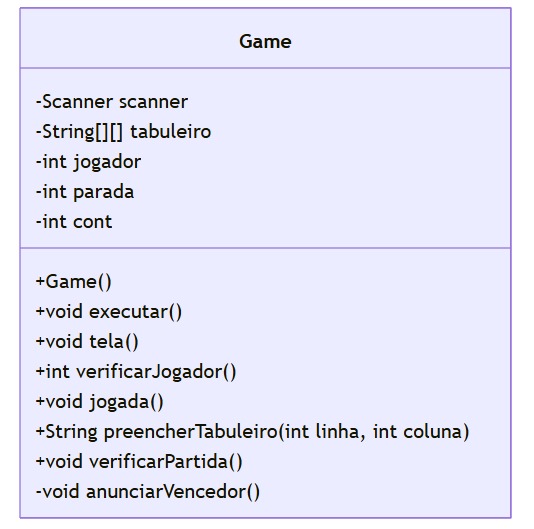 Game
-Scanner scanner
-String[][] tabuleiro
-int jogador
-int parada
-int cont
+Game()
+void executar()
+void tela()
+int verificarJogador()
+void jogada()
+String preencherTabuleiro(int linha, int coluna)
+void verificarPartida()
-void anunciarVencedor()